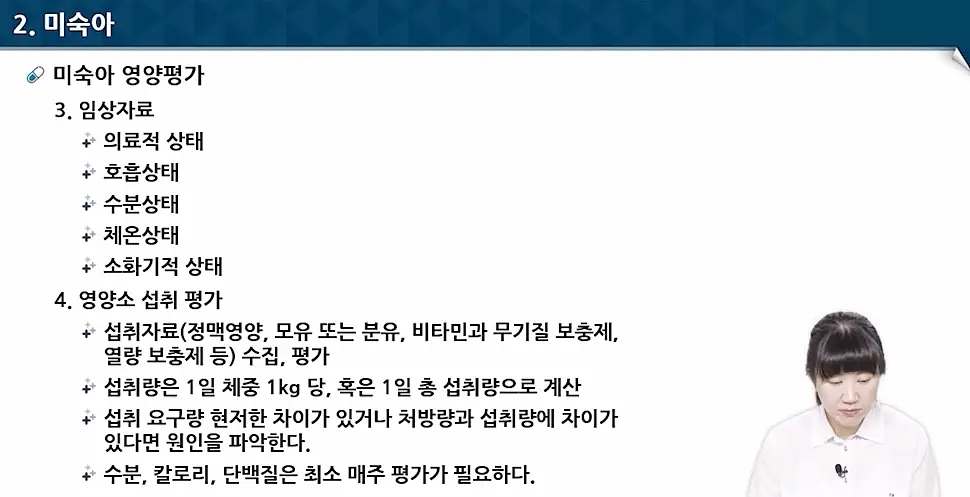 2. 미숙아
미숙아 영양평가
3. 임상자료
의료적 상태
호흡상태
수분상태
체온상태
소화기적 상태
4. 영양소 섭취 평가
섭취자료(정맥영양, 모유 또는 분유, 비타민과 무기질 보충제,
열량 보충제 등) 수집, 평가
섭취량은 1일 체중 1kg 당, 혹은 1일 총 섭취량으로 계산
섭취 요구량 현저한 차이가 있거나 처방량과 섭취량에 차이가
있다면 원인을 파악한다.
수분, 칼로리, 단백질은 최소 매주 평가가 필요하다.